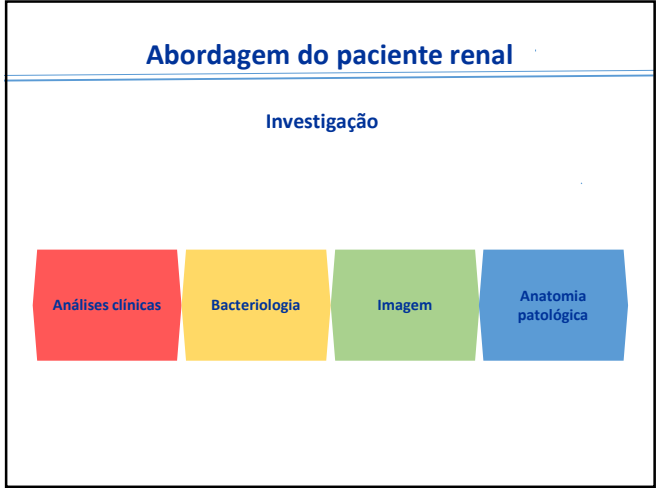 Abordagem do paciente renal
Investigação
Análises clínicas
Bacteriologia
Imagem
Anatomia
patológica